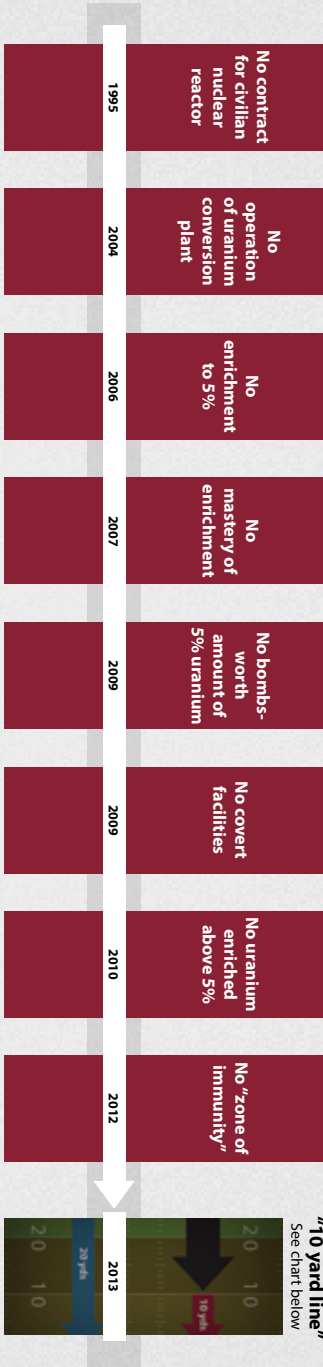 No contract
for civilian
nuclear
reactor
1995
No
operation
of uranium
conversion
plant
2004
No
enrichment
to 5%
2006
No
mastery of
enrichment
2007
No bombs-
worth
amount of
5% uranium
2009
No covert
facilities
2009
No uranium
enriched
above 5%
2010
No “zone of
immunity”
2012
“10 yard line”
See chart below
20 10
10 yds
2013
20 yds
20 10